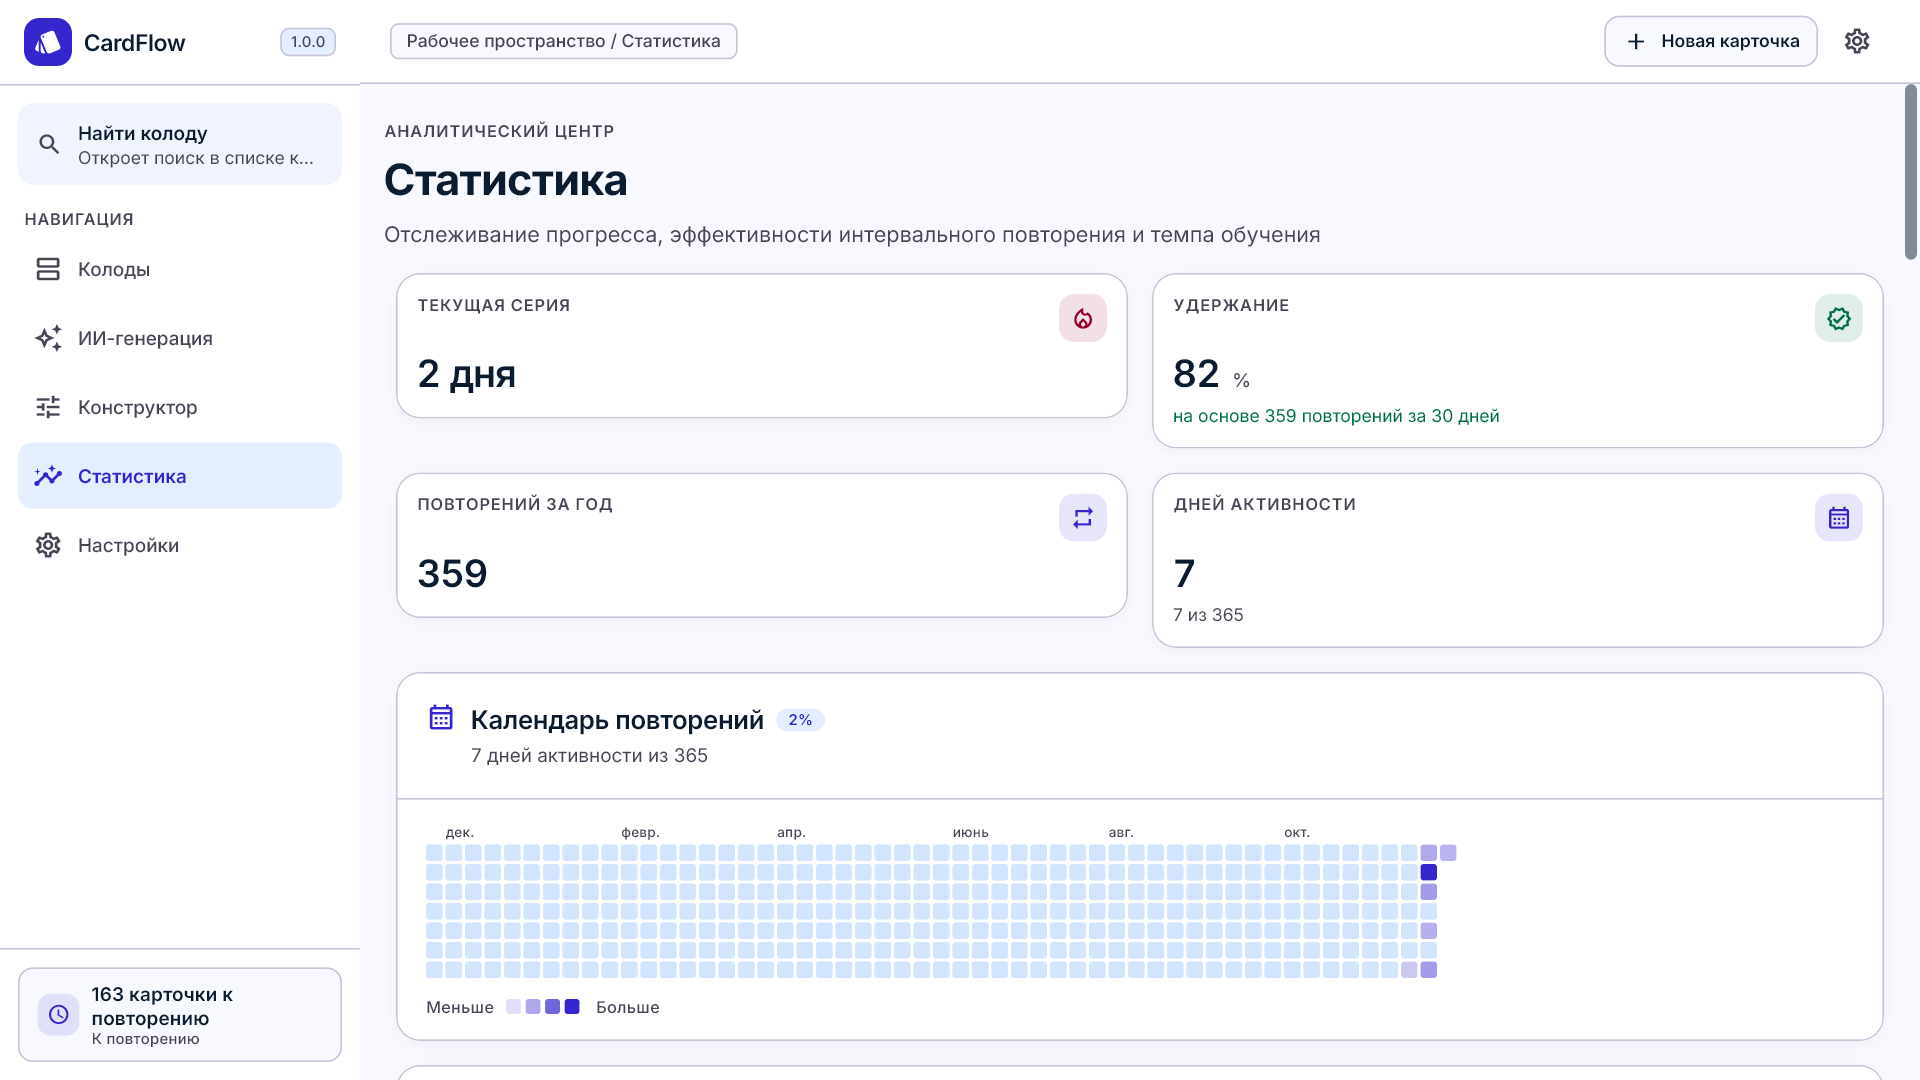 CardFlow
1.0.0
Найти колоду
Откроет поиск в списке к...
НАВИГАЦИЯ
Колоды
ИИ-генерация
Конструктор
Статистика
Настройки
163 карточки к
повторению
К повторению
Рабочее пространство / Статистика
Новая карточка
АНАЛИТИЧЕСКИЙ ЦЕНТР
Статистика
Отслеживание прогресса, эффективности интервального повторения и темпа обучения
ТЕКУЩАЯ СЕРИЯ
2 дня
УДЕРЖАНИЕ
82 %
на основе 359 повторений за 30 дней
ПОВТОРЕНИЙ ЗА ГОД
359
ДНЕЙ АКТИВНОСТИ
7
7 из 365
Календарь повторений 2%
7 дней активности из 365
дек. февр. апр. июнь авг. окт.
Меньше Больше